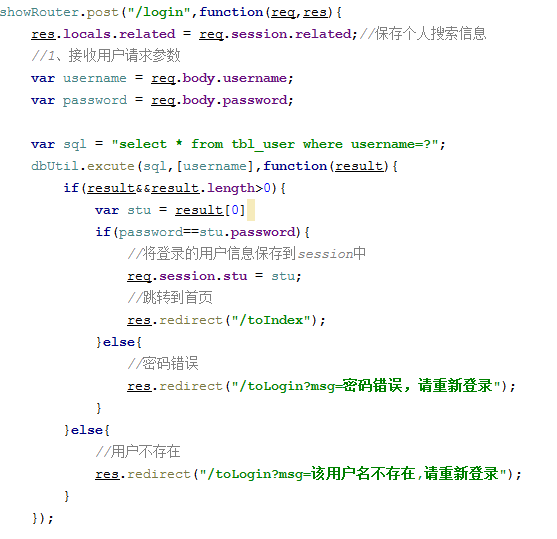 showRouter.post("/login",function(req,res){
    res.locals.related = req.session.related;//保存个人搜索信息
    //1、接收用户请求参数
    var username = req.body.username;
    var password = req.body.password;

    var sql = "select * from tbl_user where username=?";
    dbUtil.excute(sql,[username],function(result){
        if(result&&result.length>0){
            var stu = result[0]
            if(password==stu.password){
                //将登录的用户信息保存到session中
                req.session.stu = stu;
                //跳转到首页
                res.redirect("/toIndex");
            }else{
                //密码错误
                res.redirect("/toLogin?msg=密码错误，请重新登录");
            }
        }else{
            //用户不存在
            res.redirect("/toLogin?msg=该用户名不存在,请重新登录");
        }
    });